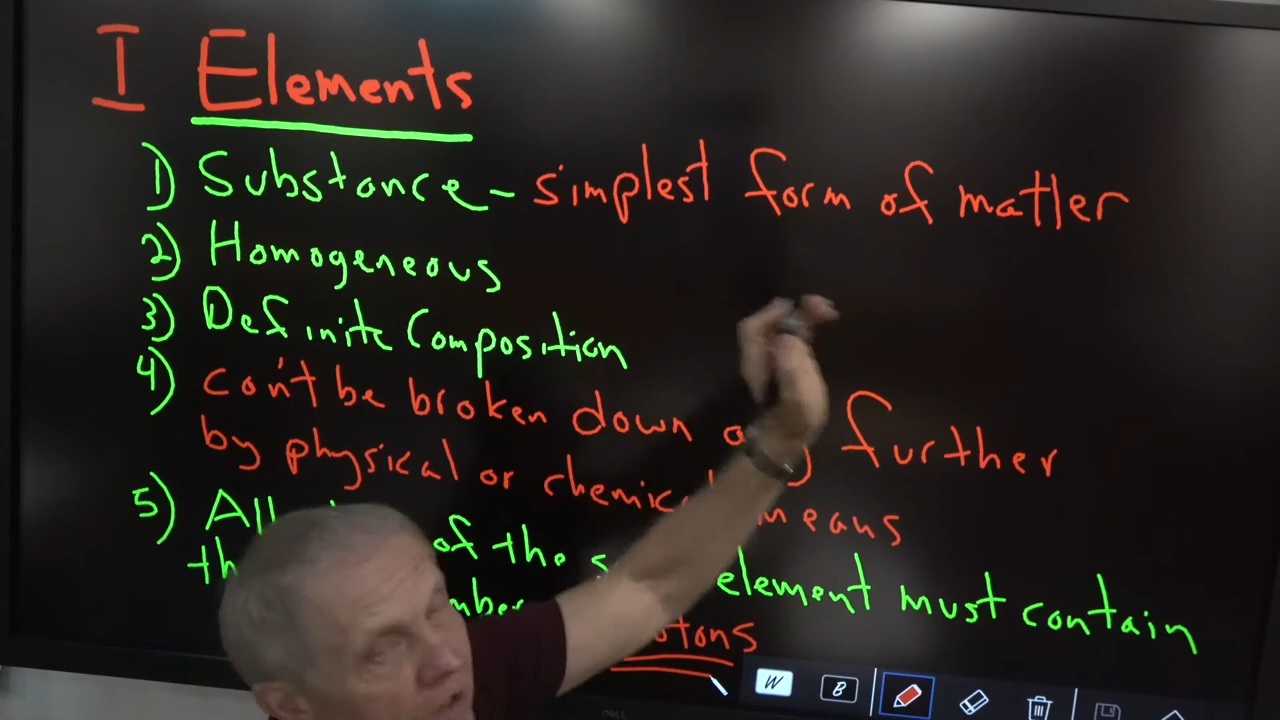 I Elements
1) Substance - simplest form of matter
2) Homogeneous
3) Definite Composition
4) can't be broken down further
by physical or chemical means
5) All of the element must contain
W B
DELL